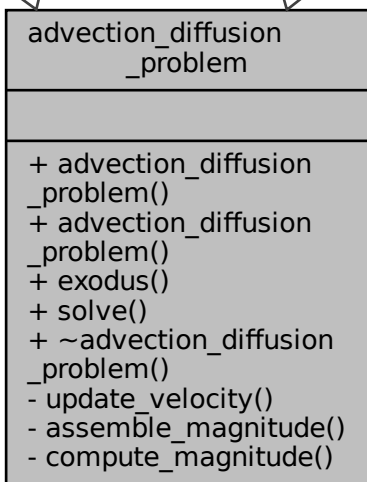 advection_diffusion
_problem
+ advection_diffusion
_problem()
+ advection_diffusion
_problem()
+ exodus()
+ solve()
+ ~advection_diffusion
_problem()
- update_velocity()
- assemble_magnitude()
- compute_magnitude()